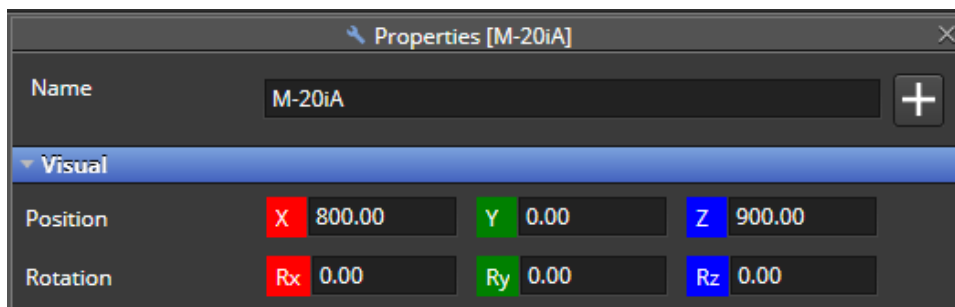 Properties [M-20iA]
Name M-20iA
Visual
Position X 800.00 Y 0.00 Z 900.00
Rotation Rx 0.00 Ry 0.00 Rz 0.00